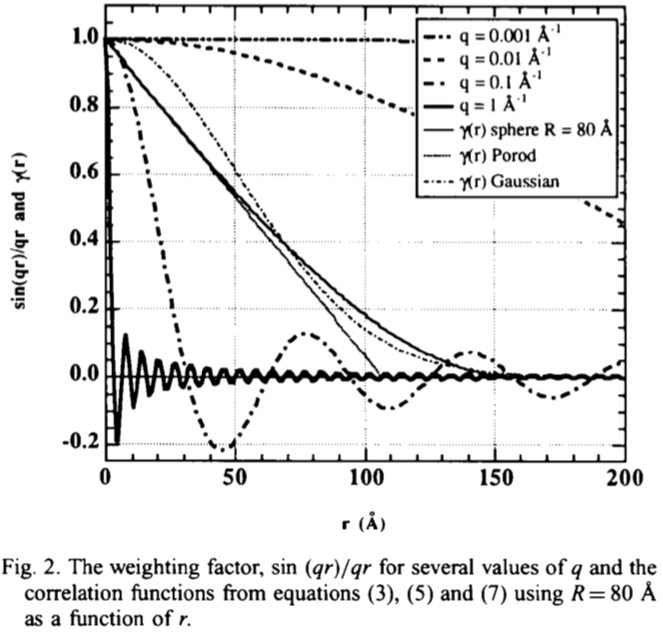 1.0
0.8
0.6
0.4
0.2
0.0
-0.2
sin(qr)/qr and γ(r)
q = 0.001 Å⁻¹
q = 0.01 Å⁻¹
q = 0.1 Å⁻¹
q = 1 Å⁻¹
γ(r) sphere R = 80 Å
γ(r) Porod
γ(r) Gaussian
0 50 100 150 200
r (Å)
Fig. 2. The weighting factor, sin (qr)/qr for several values of q and the
correlation functions from equations (3), (5) and (7) using R = 80 Å
as a function of r.